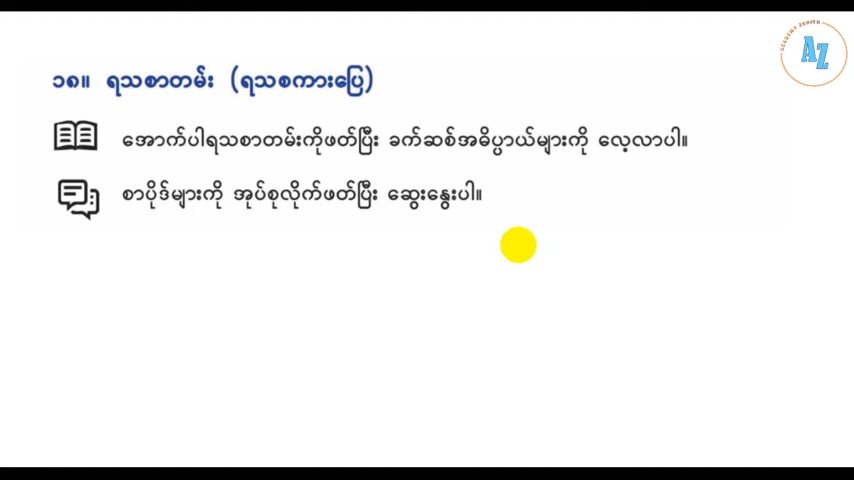 ၁၈။ ရသစာတမ်း (ရသစကားပြေ)
အောက်ပါရသစာတမ်းကိုဖတ်ပြီး ခက်ဆစ်အဓိပ္ပာယ်များကို လေ့လာပါ။
စာပိုဒ်များကို အုပ်စုလိုက်ဖတ်ပြီး ဆွေးနွေးပါ။
AZ